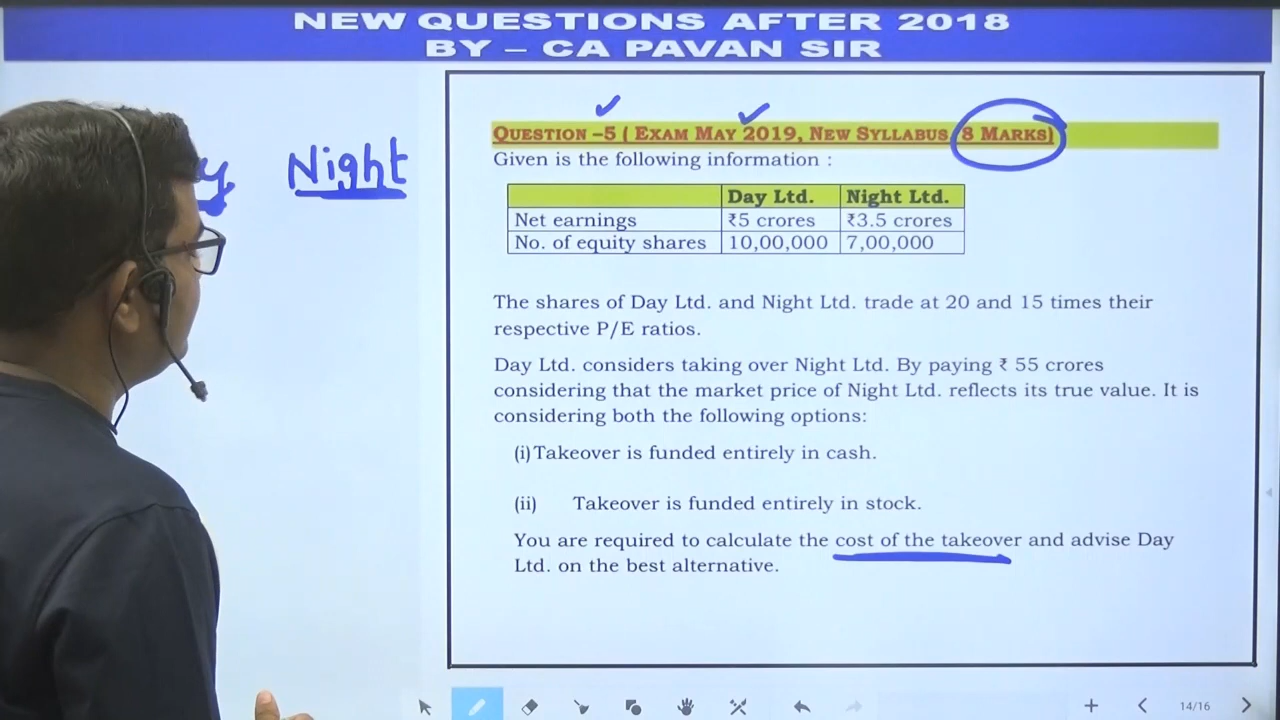 NEW QUESTIONS AFTER 2018
BY – CA PAVAN SIR
Night
QUESTION –5 ( EXAM MAY 2019, NEW SYLLABUS, 8 MARKS)
Given is the following information :
Day Ltd. Night Ltd.
Net earnings ₹5 crores ₹3.5 crores
No. of equity shares 10,00,000 7,00,000
The shares of Day Ltd. and Night Ltd. trade at 20 and 15 times their
respective P/E ratios.
Day Ltd. considers taking over Night Ltd. By paying ₹ 55 crores
considering that the market price of Night Ltd. reflects its true value. It is
considering both the following options:
(i)Takeover is funded entirely in cash.
(ii) Takeover is funded entirely in stock.
You are required to calculate the cost of the takeover and advise Day
Ltd. on the best alternative.
14/16